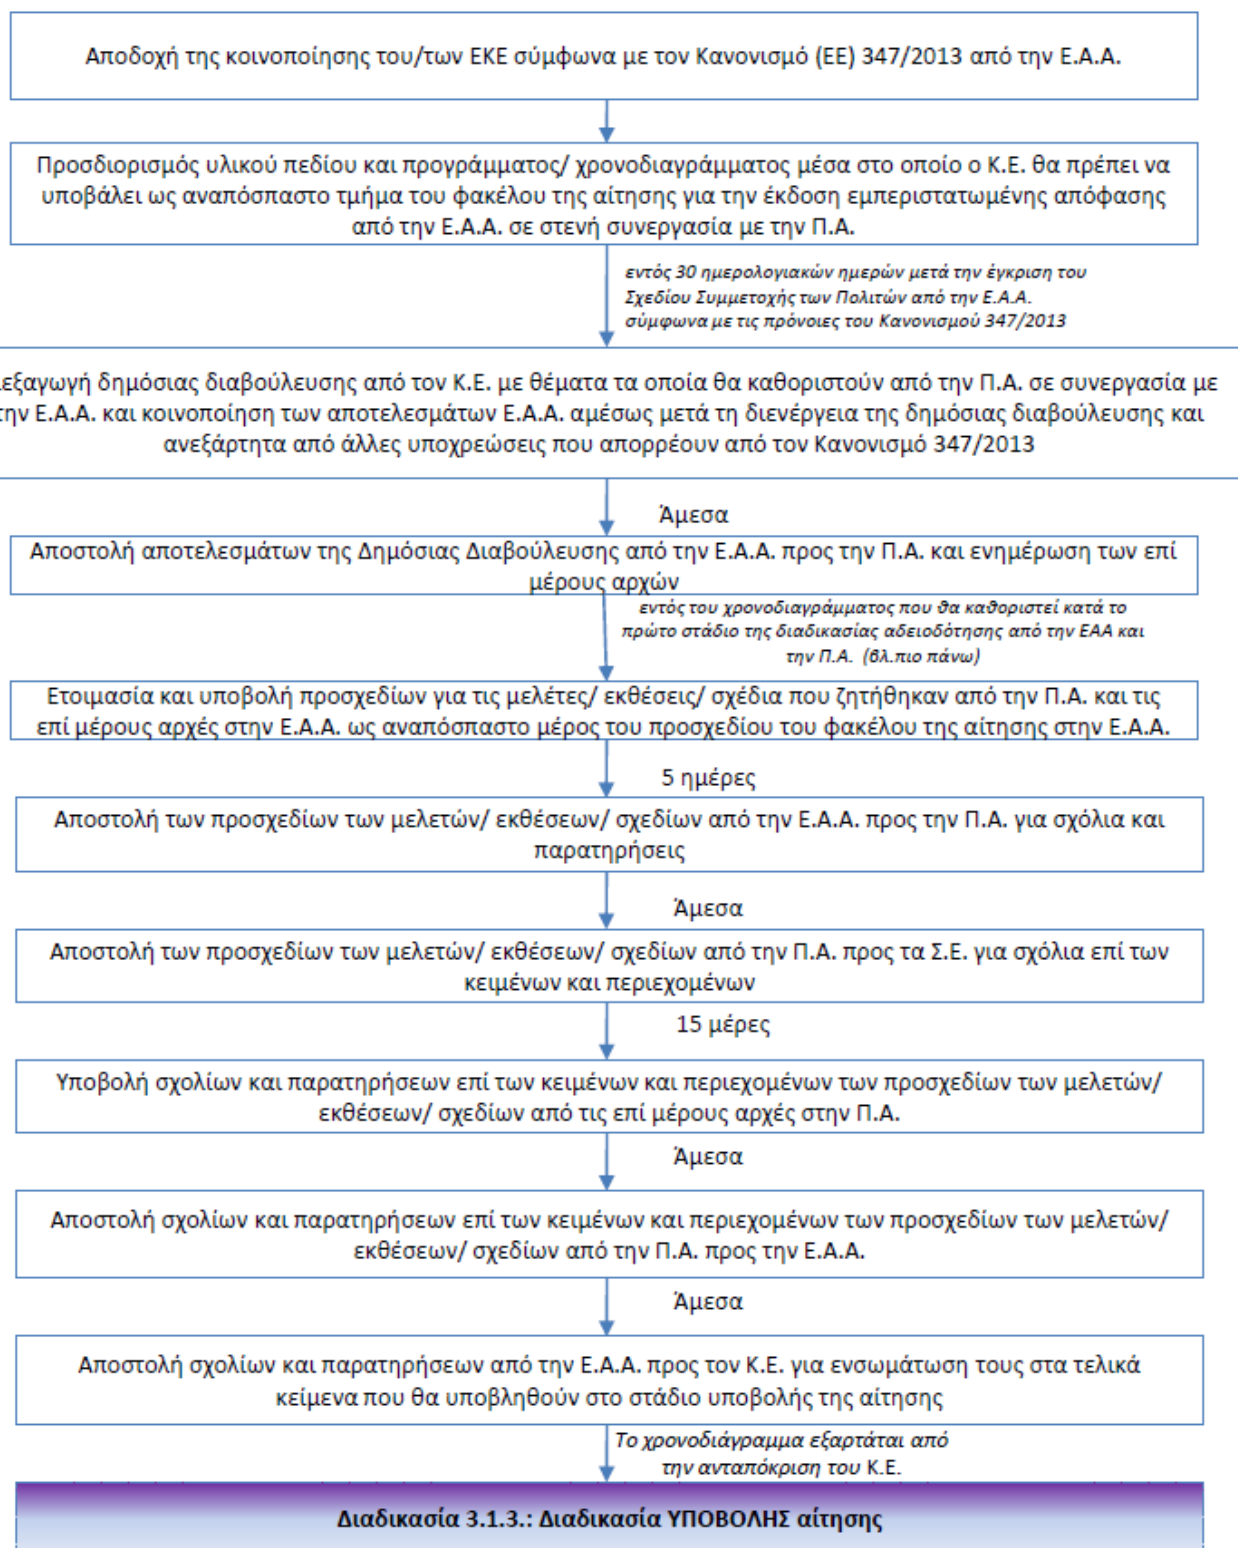 Αποδοχή της κοινοποίησης του/των ΕΚΕ σύμφωνα με τον Κανονισμό (ΕΕ) 347/2013 από την Ε.Α.Α.
Προσδιορισμός υλικού πεδίου και προγράμματος/ χρονοδιαγράμματος μέσα στο οποίο ο Κ.Ε. θα πρέπει να
υποβάλει ως αναπόσπαστο τμήμα του φακέλου της αίτησης για την έκδοση εμπεριστατωμένης απόφασης
από την Ε.Α.Α. σε στενή συνεργασία με την Π.Α.
εντός 30 ημερολογιακών ημερών μετά την έγκριση του
Σχεδίου Συμμετοχής των Πολιτών από την Ε.Α.Α.
σύμφωνα με τις πρόνοιες του Κανονισμού 347/2013
εξαγωγή δημόσιας διαβούλευσης από τον Κ.Ε. με θέματα τα οποία θα καθοριστούν από την Π.Α. σε συνεργασία με
την Ε.Α.Α. και κοινοποίηση των αποτελεσμάτων Ε.Α.Α. αμέσως μετά τη διενέργεια της δημόσιας διαβούλευσης και
ανεξάρτητα από άλλες υποχρεώσεις που απορρέουν από τον Κανονισμό 347/2013
Άμεσα
Αποστολή αποτελεσμάτων της Δημόσιας Διαβούλευσης από την Ε.Α.Α. προς την Π.Α. και ενημέρωση των επί
μέρους αρχών
εντός του χρονοδιαγράμματος που θα καθοριστεί κατά το
πρώτο στάδιο της διαδικασίας αδειοδότησης από την ΕΑΑ και
την Π.Α. (βλ.πιο πάνω)
Ετοιμασία και υποβολή προσχεδίων για τις μελέτες/ εκθέσεις/ σχέδια που ζητήθηκαν από την Π.Α. και τις
επί μέρους αρχές στην Ε.Α.Α. ως αναπόσπαστο μέρος του προσχεδίου του φακέλου της αίτησης στην Ε.Α.Α.
5 ημέρες
Αποστολή των προσχεδίων των μελετών/ εκθέσεων/ σχεδίων από την Ε.Α.Α. προς την Π.Α. για σχόλια και
παρατηρήσεις
Άμεσα
Αποστολή των προσχεδίων των μελετών/ εκθέσεων/ σχεδίων από την Π.Α. προς τα Σ.Ε. για σχόλια επί των
κειμένων και περιεχομένων
15 μέρες
Υποβολή σχολίων και παρατηρήσεων επί των κειμένων και περιεχομένων των προσχεδίων των μελετών/
εκθέσεων/ σχεδίων από τις επί μέρους αρχές στην Π.Α.
Άμεσα
Αποστολή σχολίων και παρατηρήσεων επί των κειμένων και περιεχομένων των προσχεδίων των μελετών/
εκθέσεων/ σχεδίων από την Π.Α. προς την Ε.Α.Α.
Άμεσα
Αποστολή σχολίων και παρατηρήσεων από την Ε.Α.Α. προς τον Κ.Ε. για ενσωμάτωση τους στα τελικά
κείμενα που θα υποβληθούν στο στάδιο υποβολής της αίτησης
Το χρονοδιάγραμμα εξαρτάται από
την ανταπόκριση του Κ.Ε.
Διαδικασία 3.1.3.: Διαδικασία ΥΠΟΒΟΛΗΣ αίτησης